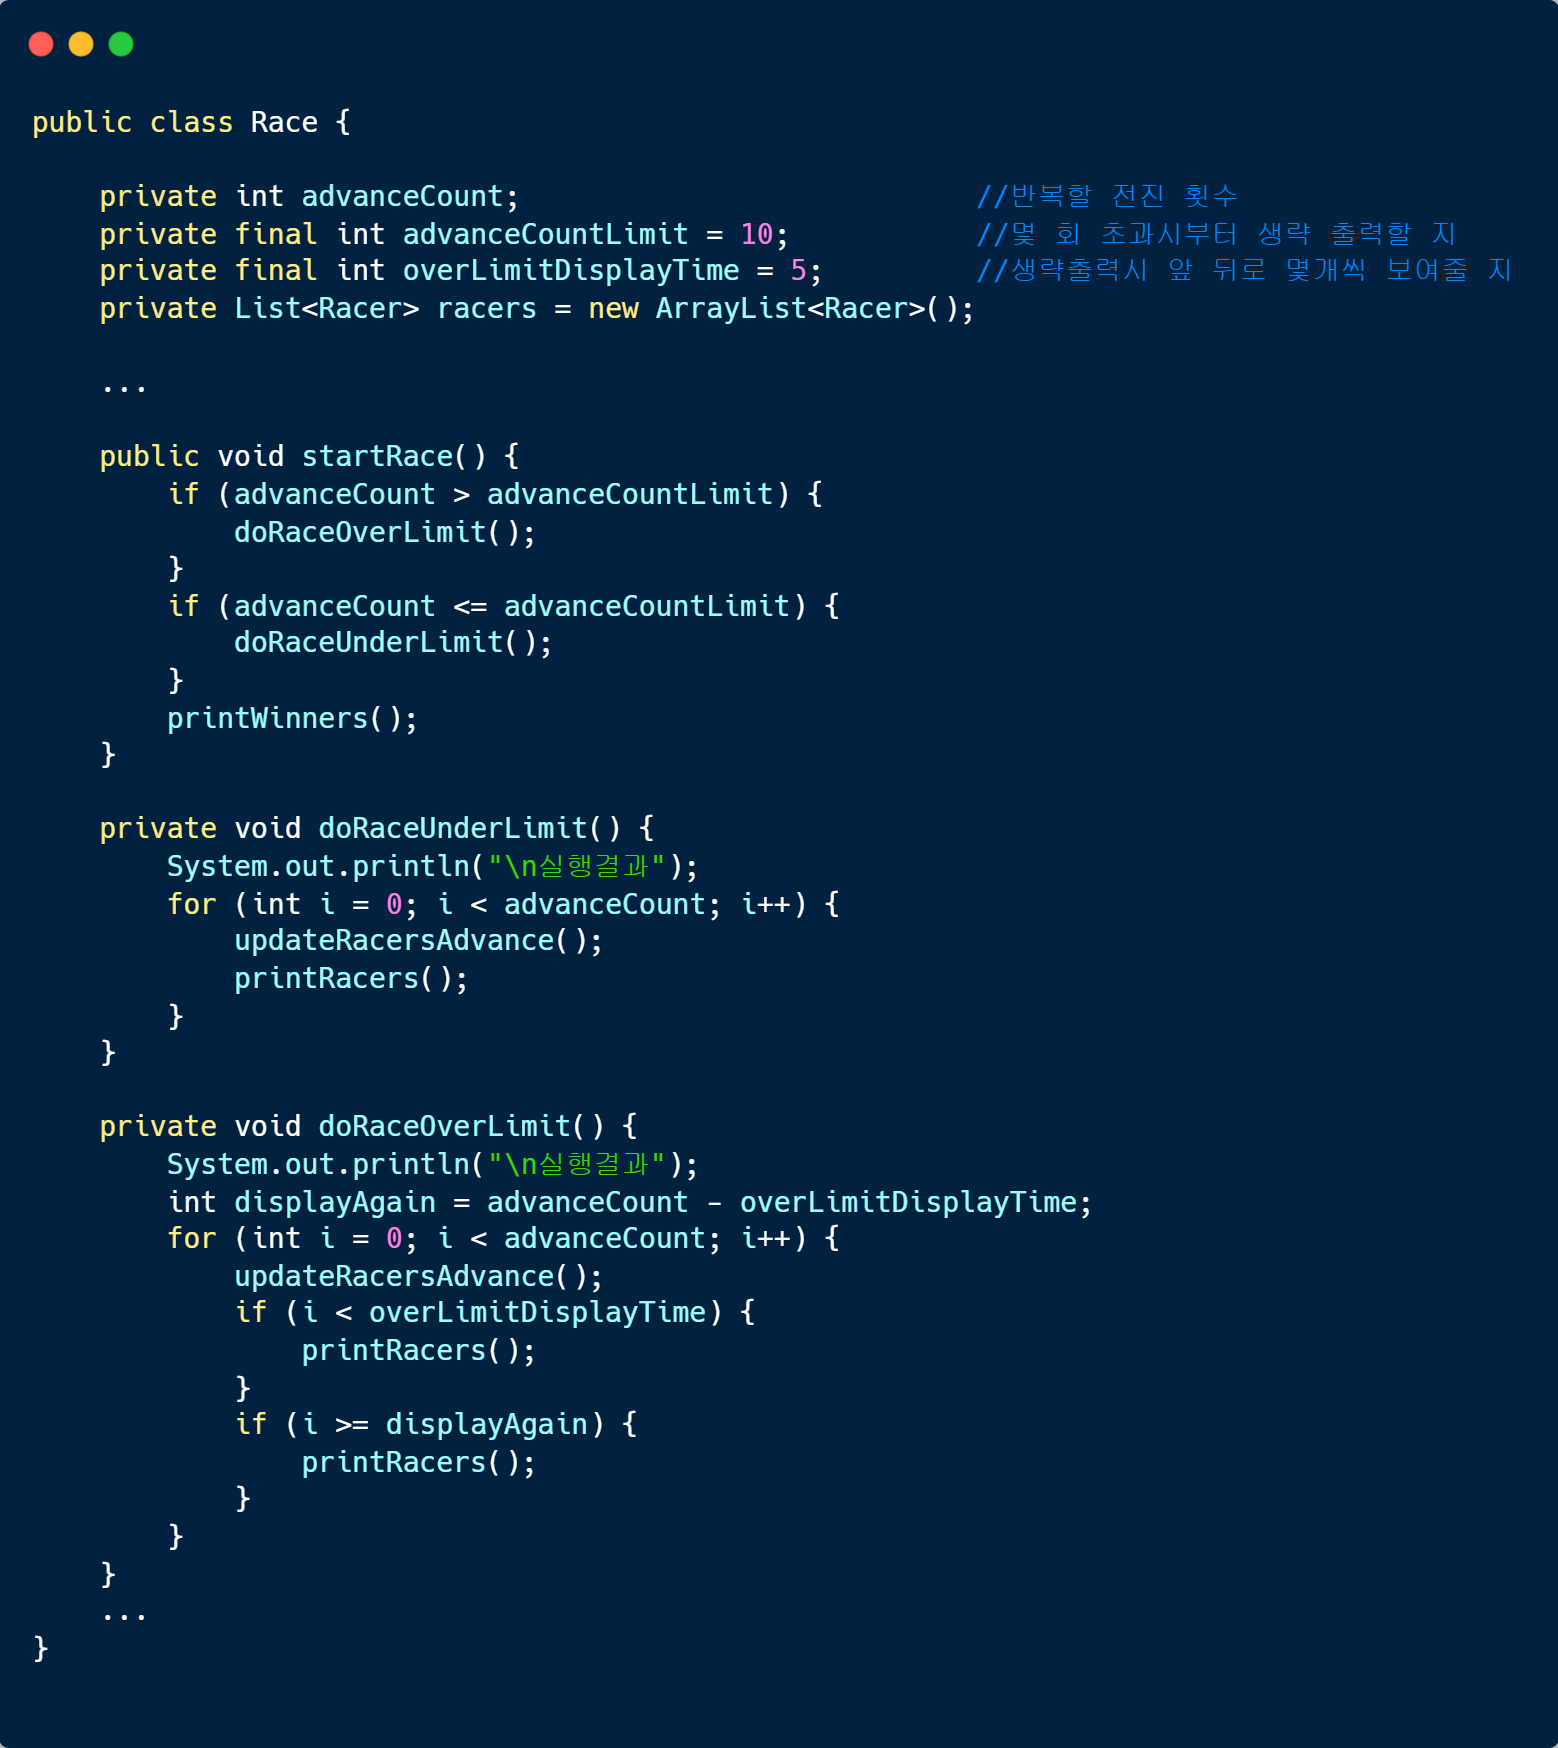 public class Race {
    private int advanceCount;                           //반복할 전진 횟수
    private final int advanceCountLimit = 10;           //몇 회 초과시부터 생략 출력할 지
    private final int overLimitDisplayTime = 5;         //생략출력시 앞 뒤로 몇개씩 보여줄 지
    private List<Racer> racers = new ArrayList<Racer>();
    ...
    public void startRace() {
        if (advanceCount > advanceCountLimit) {
            doRaceOverLimit();
        }
        if (advanceCount <= advanceCountLimit) {
            doRaceUnderLimit();
        }
        printWinners();
    }
    private void doRaceUnderLimit() {
        System.out.println("\n실행결과");
        for (int i = 0; i < advanceCount; i++) {
            updateRacersAdvance();
            printRacers();
        }
    }
    private void doRaceOverLimit() {
        System.out.println("\n실행결과");
        int displayAgain = advanceCount - overLimitDisplayTime;
        for (int i = 0; i < advanceCount; i++) {
            updateRacersAdvance();
            if (i < overLimitDisplayTime) {
                printRacers();
            }
            if (i >= displayAgain) {
                printRacers();
            }
        }
    }
    ...
}